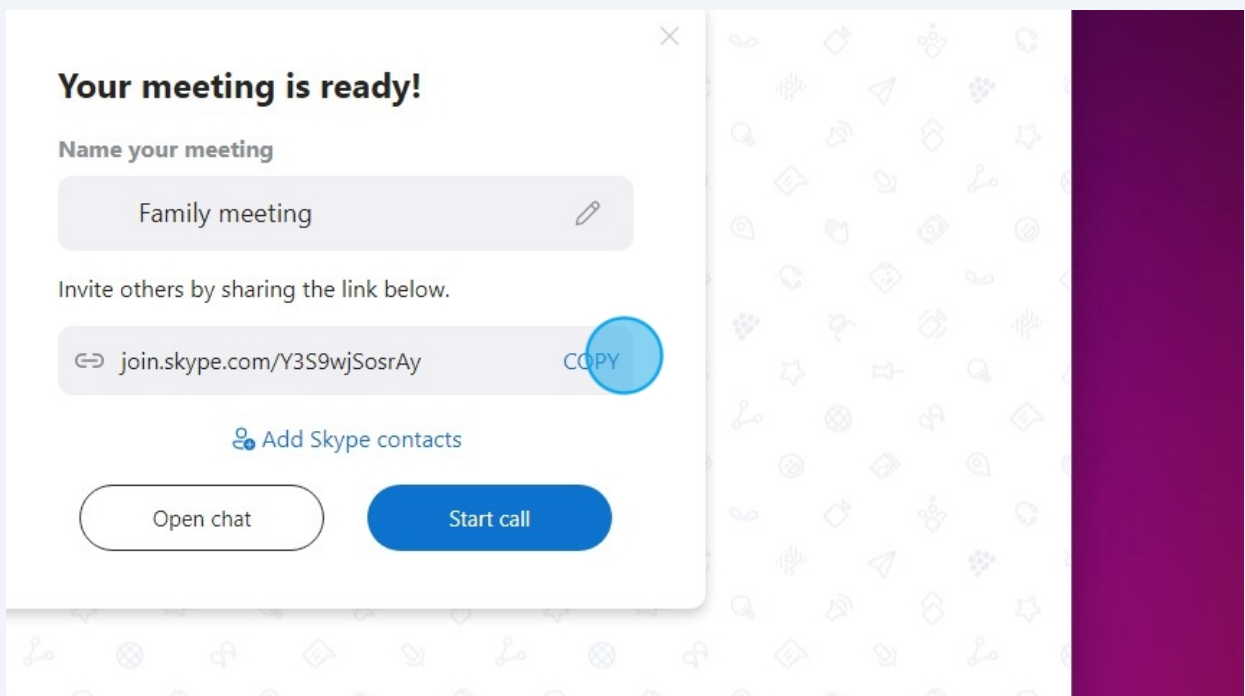 Your meeting is ready!
Name your meeting
Family meeting
Invite others by sharing the link below.
join.skype.com/Y3S9wjSosrAy COPY
Add Skype contacts
Open chat Start call